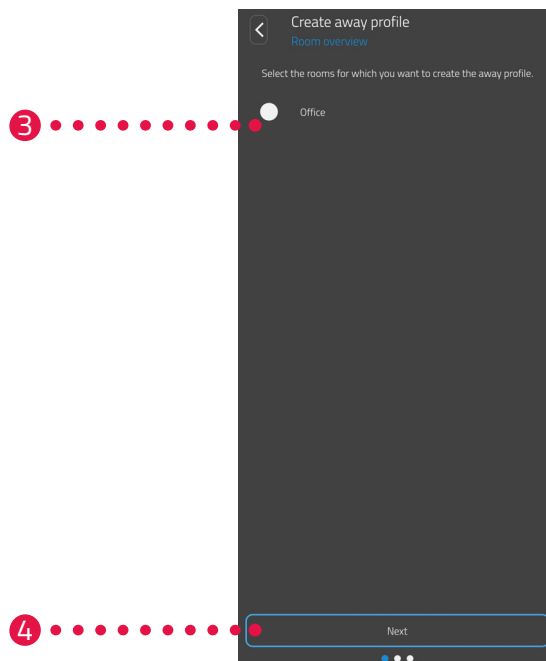 Create away profile
Room overview
Select the rooms for which you want to create the away profile.
3
Office
4
Next